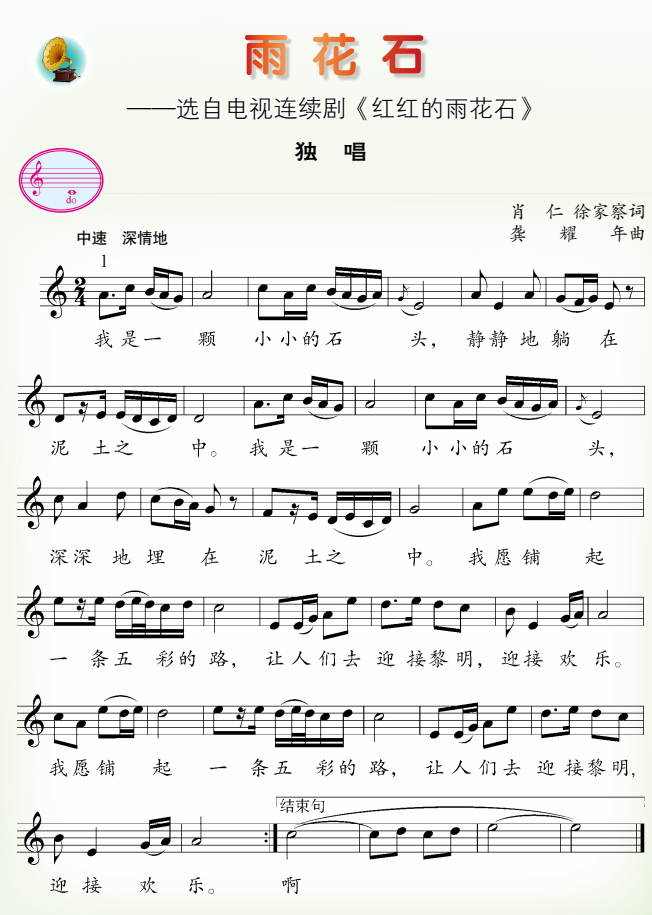 雨花石
——选自电视连续剧《红红的雨花石》
独 唱
do
肖 仁 徐家察词
龚 耀 年曲
中速 深情地
1
2
4
我 是 一 颗 小 小 的 石 头， 静 静 地 躺 在
泥 土 之 中。 我 是 一 颗 小 小 的 石 头，
深 深 地 埋 在 泥 土 之 中。 我 愿 铺 起
一 条 五 彩 的 路， 让 人 们 去 迎 接 黎 明， 迎 接 欢 乐。
我 愿 铺 起 一 条 五 彩 的 路， 让 人 们 去 迎 接 黎 明，
结束句
迎 接 欢 乐。 啊